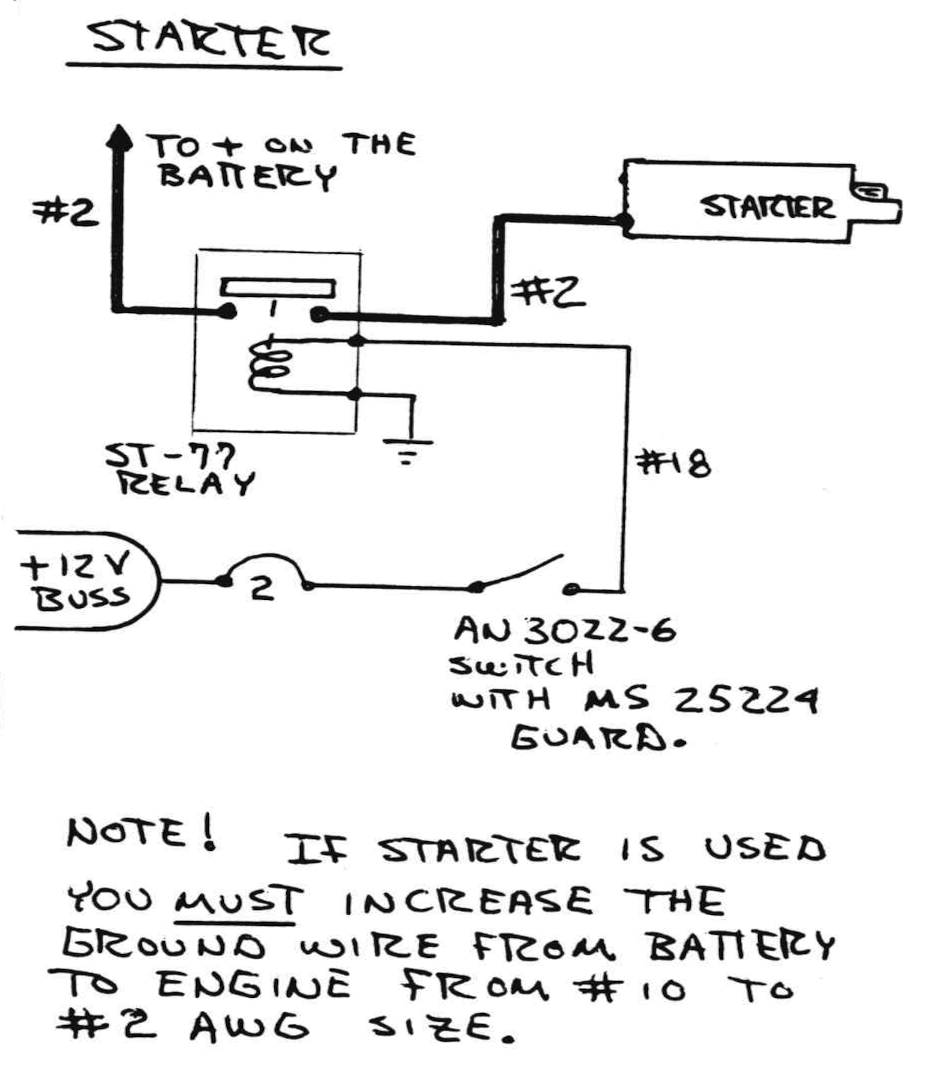 STARTER
TO + ON THE
BATTERY
#2
STARTER
#2
ST-77
RELAY
#18
+12V
BUSS
2
AN 3022-6
SWITCH
WITH MS 25224
GUARD.
NOTE! IF STARTER IS USED
YOU MUST INCREASE THE
GROUND WIRE FROM BATTERY
TO ENGINE FROM #10 TO
#2 AWG SIZE.